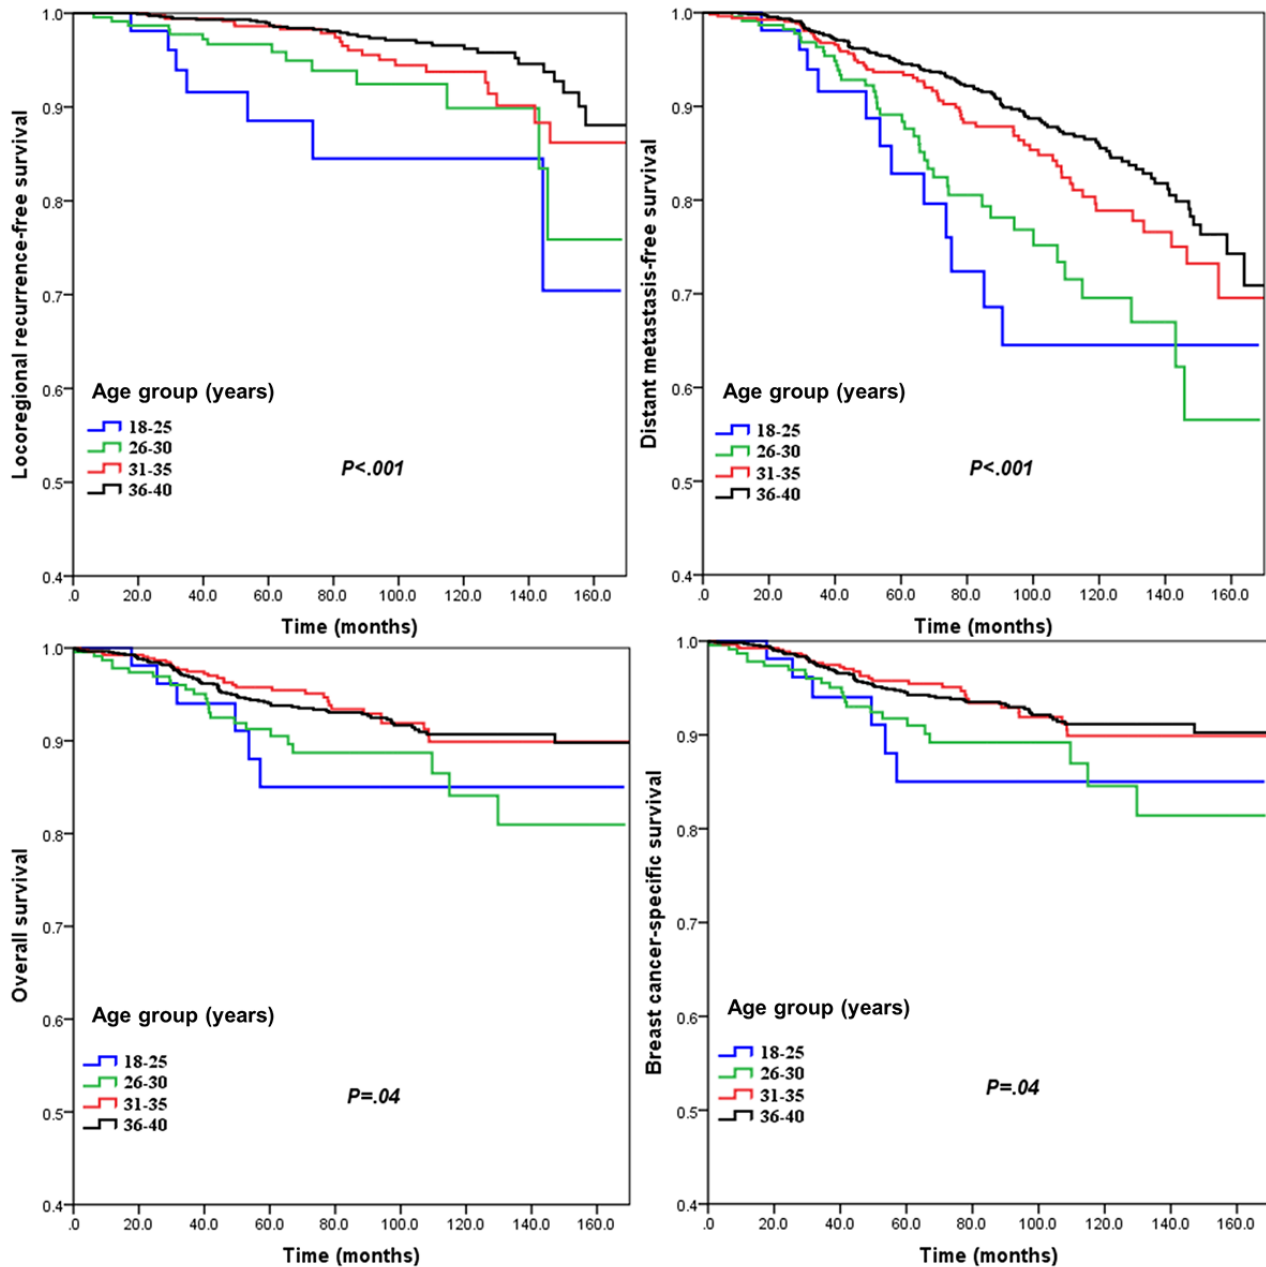 Locoregional recurrence-free survival
1.0
0.9
0.8
0.7
0.6
0.5
0.4
Age group (years)
18-25
26-30
31-35
36-40
P<.001
.0 20.0 40.0 60.0 80.0 100.0 120.0 140.0 160.0
Time (months)
Distant metastasis-free survival
1.0
0.9
0.8
0.7
0.6
0.5
0.4
Age group (years)
18-25
26-30
31-35
36-40
P<.001
.0 20.0 40.0 60.0 80.0 100.0 120.0 140.0 160.0
Time (months)
Overall survival
1.0
0.9
0.8
0.7
0.6
0.5
0.4
Age group (years)
18-25
26-30
31-35
36-40
P=.04
.0 20.0 40.0 60.0 80.0 100.0 120.0 140.0 160.0
Time (months)
Breast cancer-specific survival
1.0
0.9
0.8
0.7
0.6
0.5
0.4
Age group (years)
18-25
26-30
31-35
36-40
P=.04
.0 20.0 40.0 60.0 80.0 100.0 120.0 140.0 160.0
Time (months)